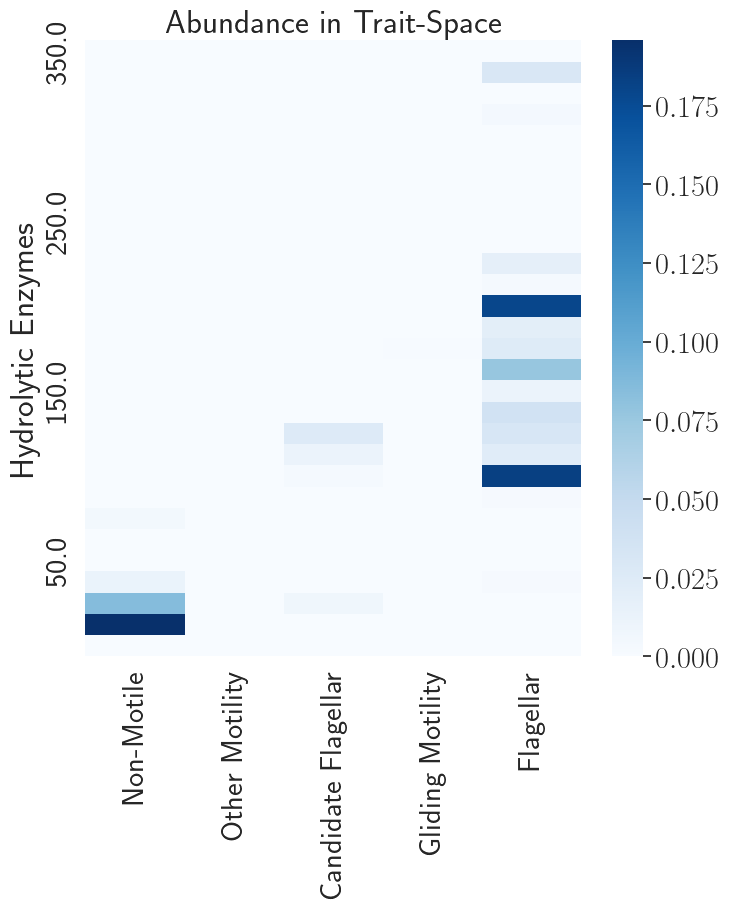 Abundance in Trait-Space
Hydrolytic Enzymes
350.0
250.0
150.0
50.0
Non-Motile
Other Motility
Candidate Flagellar
Gliding Motility
Flagellar
0.175
0.150
0.125
0.100
0.075
0.050
0.025
0.000